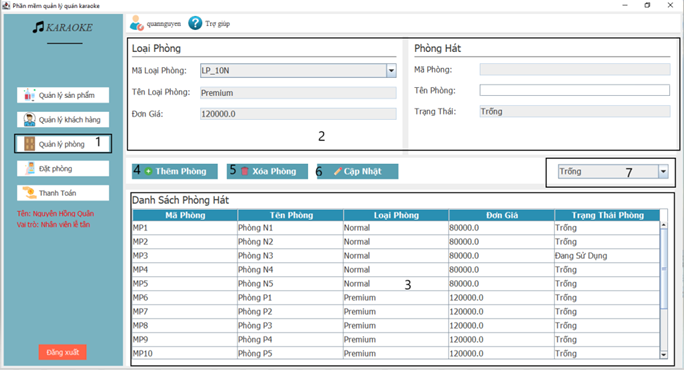 Phần mềm quản lý quán karaoke
KARAOKE
quannguyen
Trợ giúp
Quản lý sản phẩm
Quản lý khách hàng
Quản lý phòng 1
Đặt phòng
Thanh Toán
Tên: Nguyễn Hồng Quân
Vai trò: Nhân viên lễ tân
Đăng xuất
Loại Phòng
Mã Loại Phòng: LP_10N
Tên Loại Phòng: Premium
Đơn Giá: 120000.0
2
Phòng Hát
Mã Phòng:
Tên Phòng:
Trạng Thái: Trống
4 Thêm Phòng
5 Xóa Phòng
6 Cập Nhật
Trống 7
Danh Sách Phòng Hát
Mã Phòng Tên Phòng Loại Phòng Đơn Giá Trạng Thái Phòng
MP1 Phòng N1 Normal 80000.0 Trống
MP2 Phòng N2 Normal 80000.0 Trống
MP3 Phòng N3 Normal 80000.0 Đang Sử Dụng
MP4 Phòng N4 Normal 80000.0 Trống
MP5 Phòng N5 Normal 3 80000.0 Trống
MP6 Phòng P1 Premium 120000.0 Trống
MP7 Phòng P2 Premium 120000.0 Trống
MP8 Phòng P3 Premium 120000.0 Trống
MP9 Phòng P4 Premium 120000.0 Trống
MP10 Phòng P5 Premium 120000.0 Trống